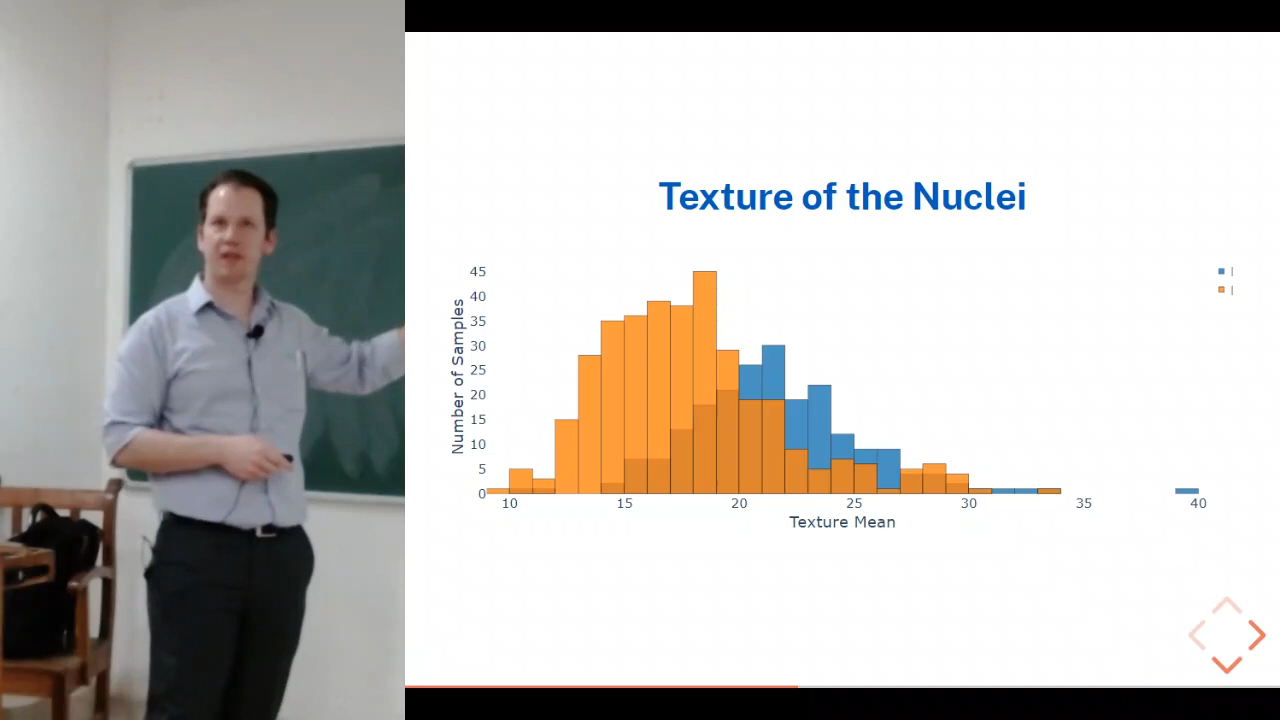 Texture of the Nuclei
Number of Samples
45
40
35
30
25
20
15
10
5
0
10 15 20 25 30 35 40
Texture Mean